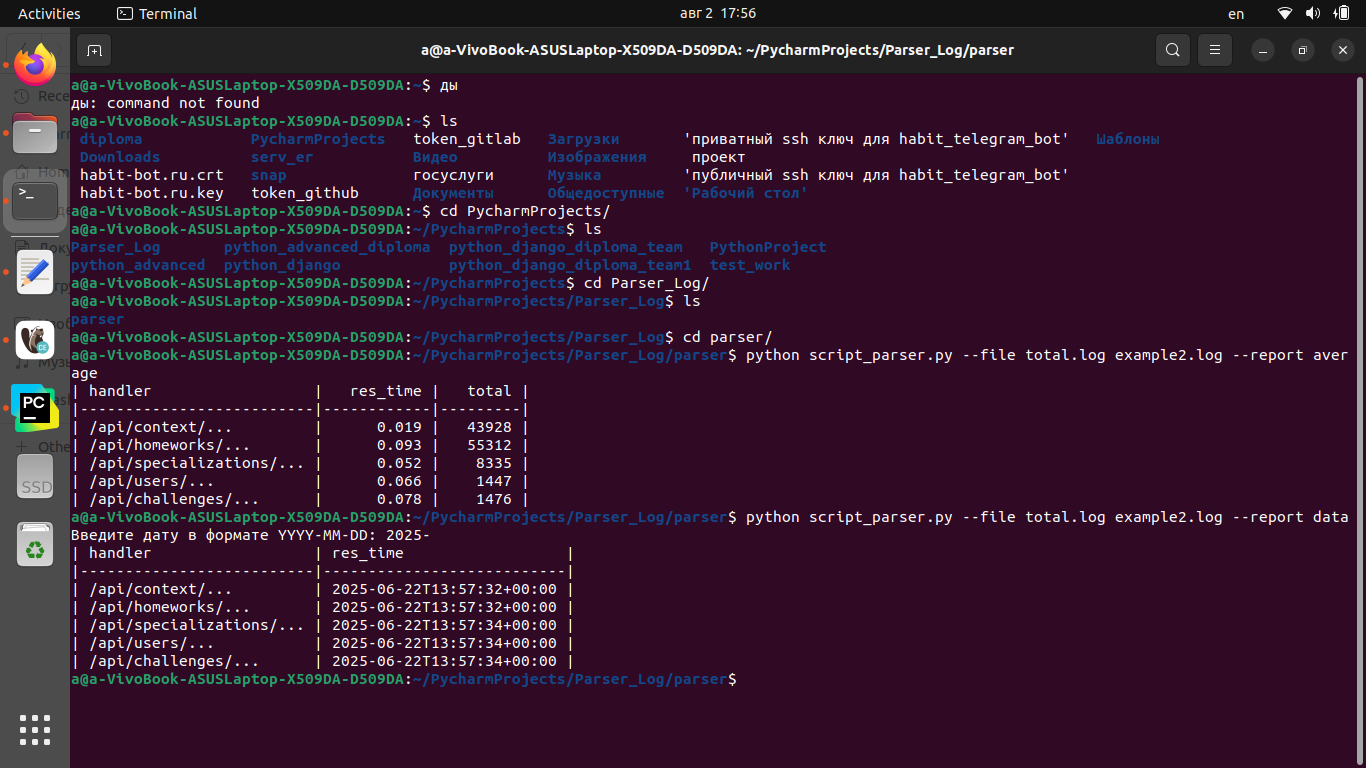 Activities Terminal авг 2 17:56 en
a@a-VivoBook-ASUSLaptop-X509DA-D509DA: ~/PycharmProjects/Parser_Log/parser
a@a-VivoBook-ASUSLaptop-X509DA-D509DA:~$ ды
ды: command not found
a@a-VivoBook-ASUSLaptop-X509DA-D509DA:~$ ls
diploma PycharmProjects token_gitlab Загрузки 'приватный ssh ключ для habit_telegram_bot' Шаблоны
Downloads serv_er Видео Изображения проект
habit-bot.ru.crt snap госуслуги Музыка 'публичный ssh ключ для habit_telegram_bot'
habit-bot.ru.key token_github Документы Общедоступные 'Рабочий стол'
a@a-VivoBook-ASUSLaptop-X509DA-D509DA:~$ cd PycharmProjects/
a@a-VivoBook-ASUSLaptop-X509DA-D509DA:~/PycharmProjects$ ls
Parser_Log python_advanced_diploma python_django_diploma_team PythonProject
python_advanced python_django python_django_diploma_team1 test_work
a@a-VivoBook-ASUSLaptop-X509DA-D509DA:~/PycharmProjects$ cd Parser_Log/
a@a-VivoBook-ASUSLaptop-X509DA-D509DA:~/PycharmProjects/Parser_Log$ ls
parser
a@a-VivoBook-ASUSLaptop-X509DA-D509DA:~/PycharmProjects/Parser_Log$ cd parser/
a@a-VivoBook-ASUSLaptop-X509DA-D509DA:~/PycharmProjects/Parser_Log/parser$ python script_parser.py --file total.log example2.log --report aver
age
| handler | res_time | total |
|--------------------------|------------|---------|
| /api/context/... | 0.019 | 43928 |
| /api/homeworks/... | 0.093 | 55312 |
| /api/specializations/... | 0.052 | 8335 |
| /api/users/... | 0.066 | 1447 |
| /api/challenges/... | 0.078 | 1476 |
a@a-VivoBook-ASUSLaptop-X509DA-D509DA:~/PycharmProjects/Parser_Log/parser$ python script_parser.py --file total.log example2.log --report data
Введите дату в формате YYYY-MM-DD: 2025-
| handler | res_time |
|--------------------------|---------------------------|
| /api/context/... | 2025-06-22T13:57:32+00:00 |
| /api/homeworks/... | 2025-06-22T13:57:32+00:00 |
| /api/specializations/... | 2025-06-22T13:57:34+00:00 |
| /api/users/... | 2025-06-22T13:57:34+00:00 |
| /api/challenges/... | 2025-06-22T13:57:34+00:00 |
a@a-VivoBook-ASUSLaptop-X509DA-D509DA:~/PycharmProjects/Parser_Log/parser$
PC
SSD